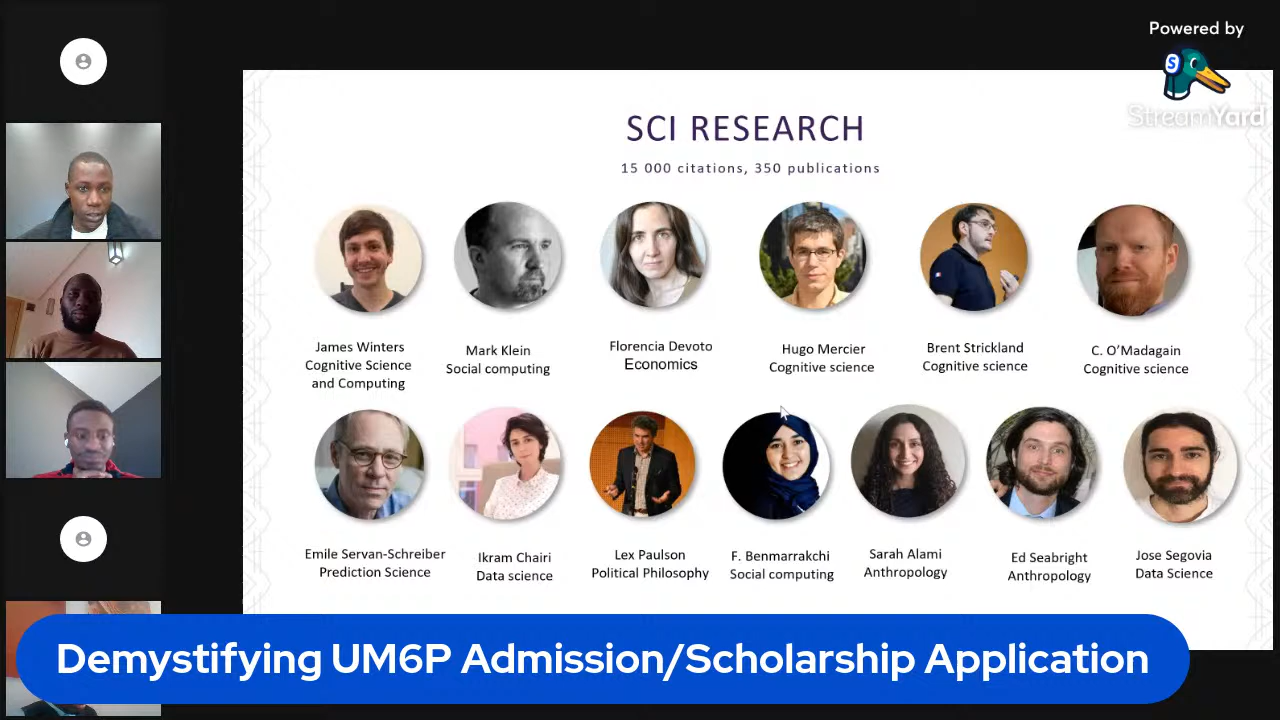 Powered by
S
StreamYard
SCI RESEARCH
15 000 citations, 350 publications
James Winters
Cognitive Science
and Computing
Mark Klein
Social computing
Florencia Devoto
Economics
Hugo Mercier
Cognitive science
Brent Strickland
Cognitive science
C. O’Madagain
Cognitive science
Emile Servan-Schreiber
Prediction Science
Ikram Chairi
Data science
Lex Paulson
Political Philosophy
F. Benmarrakchi
Social computing
Sarah Alami
Anthropology
Ed Seabright
Anthropology
Jose Segovia
Data Science
Demystifying UM6P Admission/Scholarship Application